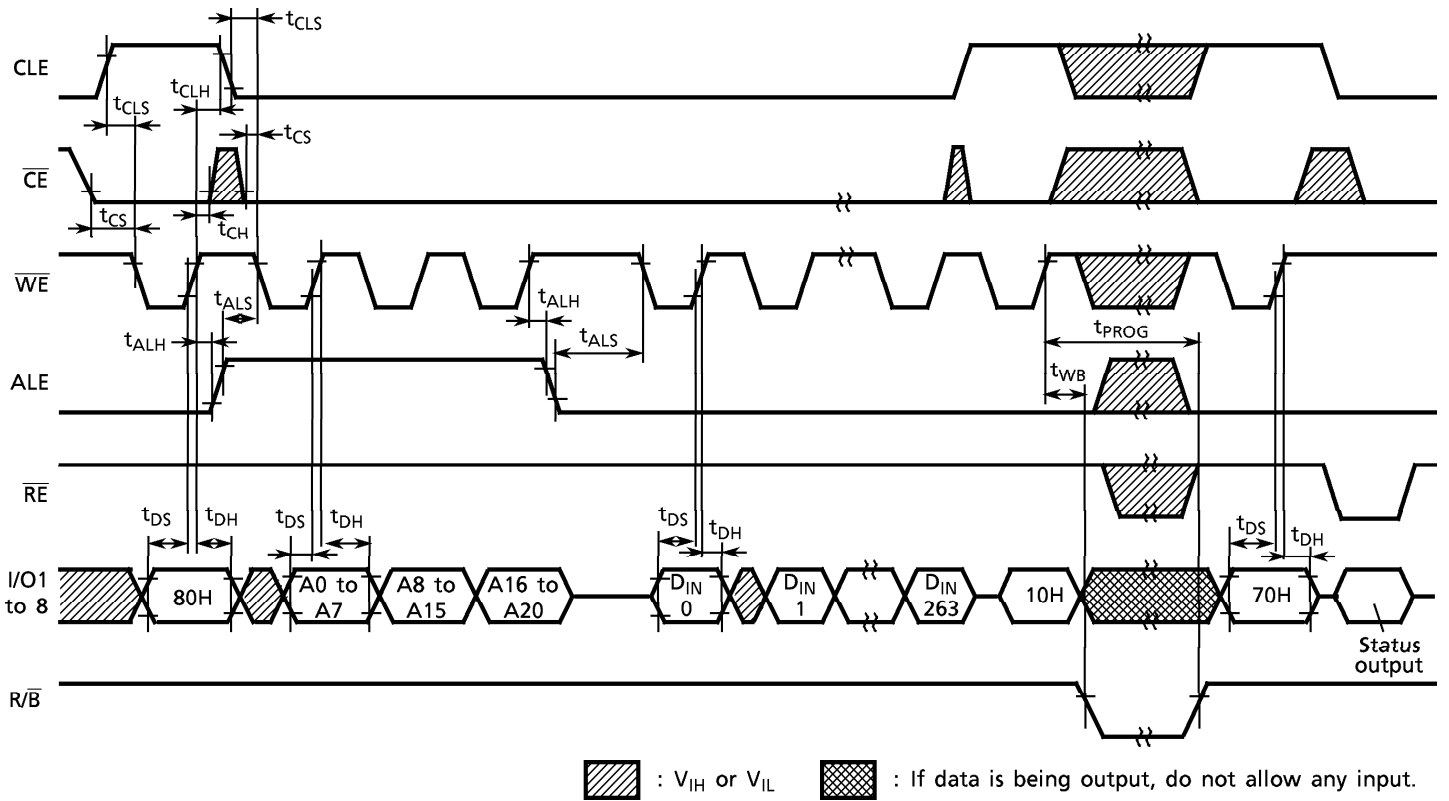 tCLS
CLE
tCLH
tCLS
tCS
C̅E̅
tCS
tCH
W̅E̅
tALS
tALH
tALH
tALS
tPROG
ALE
tWB
R̅E̅
tDS
tDH
tDS
tDH
tDS
tDH
tDS
tDH
I/O1
to 8
80H
A0 to
A7
A8 to
A15
A16 to
A20
DIN
0
DIN
1
DIN
263
10H
70H
Status
output
R/B̅
: VIH or VIL
: If data is being output, do not allow any input.